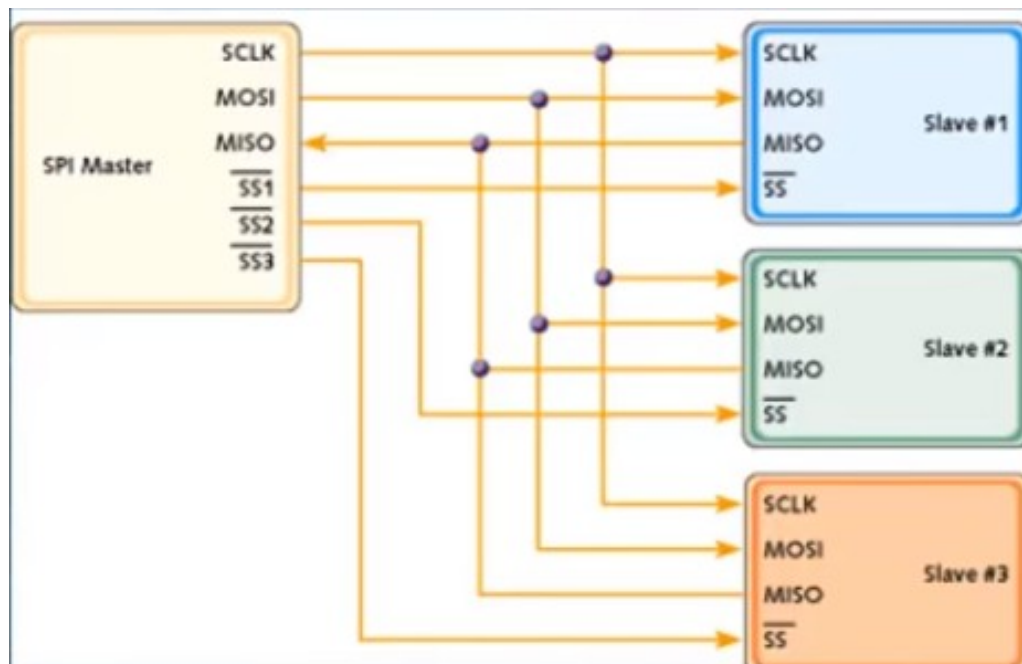 SPI Master
SCLK
MOSI
MISO
SS1
SS2
SS3
SCLK
MOSI
MISO
SS
Slave #1
SCLK
MOSI
MISO
SS
Slave #2
SCLK
MOSI
MISO
SS
Slave #3